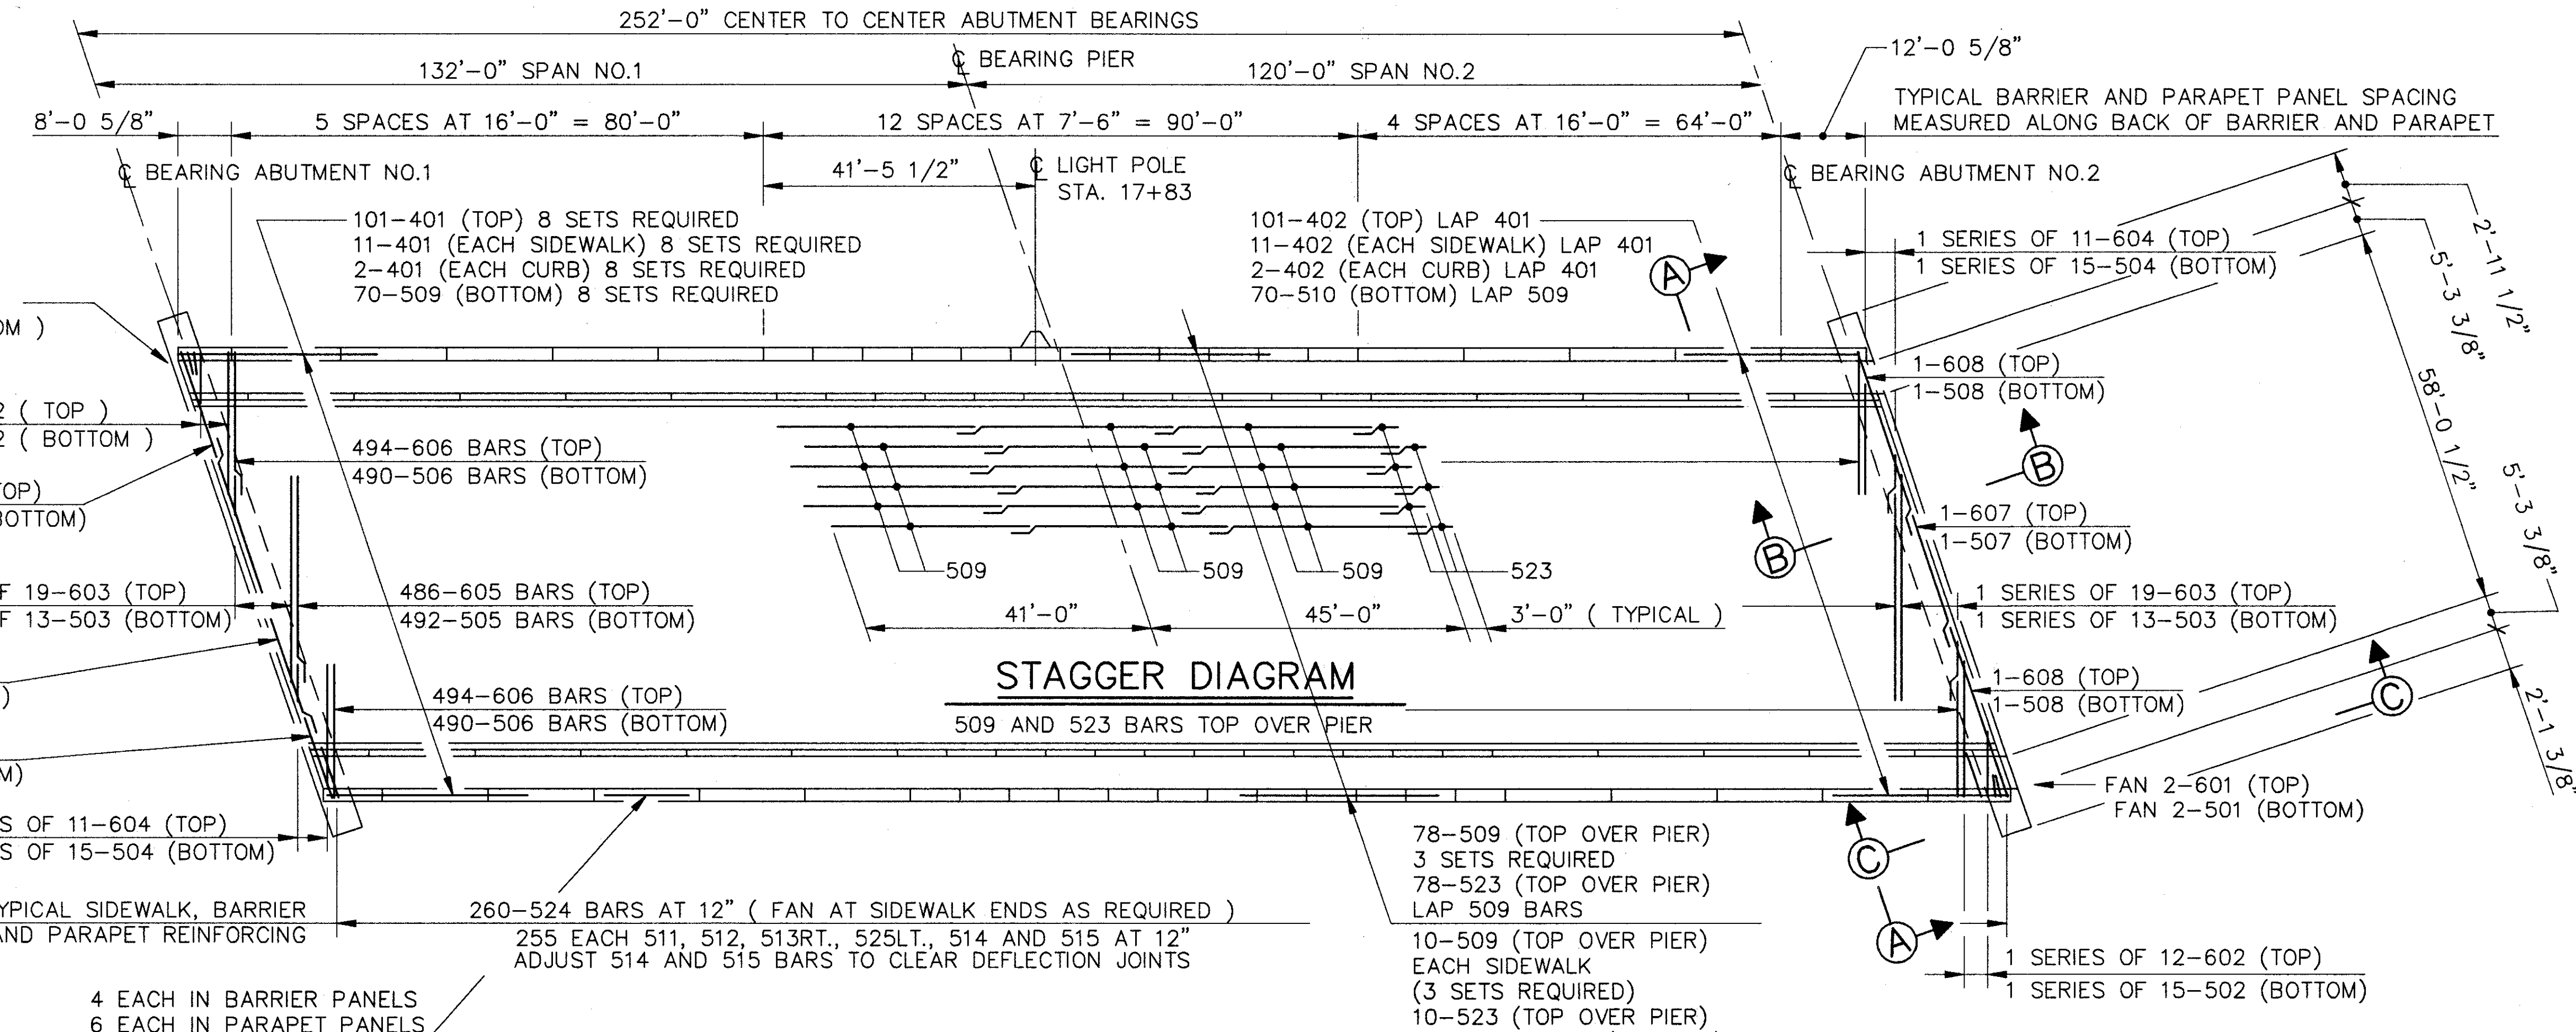 252'-0" CENTER TO CENTER ABUTMENT BEARINGS
℄ BEARING PIER
12'-0 5/8"
132'-0" SPAN NO.1
120'-0" SPAN NO.2
TYPICAL BARRIER AND PARAPET PANEL SPACING
MEASURED ALONG BACK OF BARRIER AND PARAPET
8'-0 5/8"
5 SPACES AT 16'-0" = 80'-0"
12 SPACES AT 7'-6" = 90'-0"
4 SPACES AT 16'-0" = 64'-0"
℄ BEARING ABUTMENT NO.1
41'-5 1/2"
℄ LIGHT POLE
STA. 17+83
℄ BEARING ABUTMENT NO.2
101-401 (TOP) 8 SETS REQUIRED
11-401 (EACH SIDEWALK) 8 SETS REQUIRED
2-401 (EACH CURB) 8 SETS REQUIRED
70-509 (BOTTOM) 8 SETS REQUIRED
101-402 (TOP) LAP 401
11-402 (EACH SIDEWALK) LAP 401
2-402 (EACH CURB) LAP 401
70-510 (BOTTOM) LAP 509
A
1 SERIES OF 11-604 (TOP)
1 SERIES OF 15-504 (BOTTOM)
2'-11 1/2"
5'-3 3/8"
58'-0 1/2"
5'-3 3/8"
2'-1 3/8"
OM )
1-608 (TOP)
1-508 (BOTTOM)
2 ( TOP )
2 ( BOTTOM )
494-606 BARS (TOP)
490-506 BARS (BOTTOM)
B
TOP)
BOTTOM)
1-607 (TOP)
1-507 (BOTTOM)
B
509
509
509
523
F 19-603 (TOP)
F 13-503 (BOTTOM)
486-605 BARS (TOP)
492-505 BARS (BOTTOM)
41'-0"
45'-0"
3'-0" ( TYPICAL )
1 SERIES OF 19-603 (TOP)
1 SERIES OF 13-503 (BOTTOM)
STAGGER DIAGRAM
509 AND 523 BARS TOP OVER PIER
)
494-606 BARS (TOP)
490-506 BARS (BOTTOM)
1-608 (TOP)
1-508 (BOTTOM)
C
M)
FAN 2-601 (TOP)
FAN 2-501 (BOTTOM)
S OF 11-604 (TOP)
S OF 15-504 (BOTTOM)
78-509 (TOP OVER PIER)
3 SETS REQUIRED
78-523 (TOP OVER PIER)
LAP 509 BARS
10-509 (TOP OVER PIER)
EACH SIDEWALK
(3 SETS REQUIRED)
10-523 (TOP OVER PIER)
C
A
YPICAL SIDEWALK, BARRIER
AND PARAPET REINFORCING
260-524 BARS AT 12" ( FAN AT SIDEWALK ENDS AS REQUIRED )
255 EACH 511, 512, 513RT., 525LT., 514 AND 515 AT 12"
ADJUST 514 AND 515 BARS TO CLEAR DEFLECTION JOINTS
1 SERIES OF 12-602 (TOP)
1 SERIES OF 15-502 (BOTTOM)
4 EACH IN BARRIER PANELS
6 EACH IN PARAPET PANELS